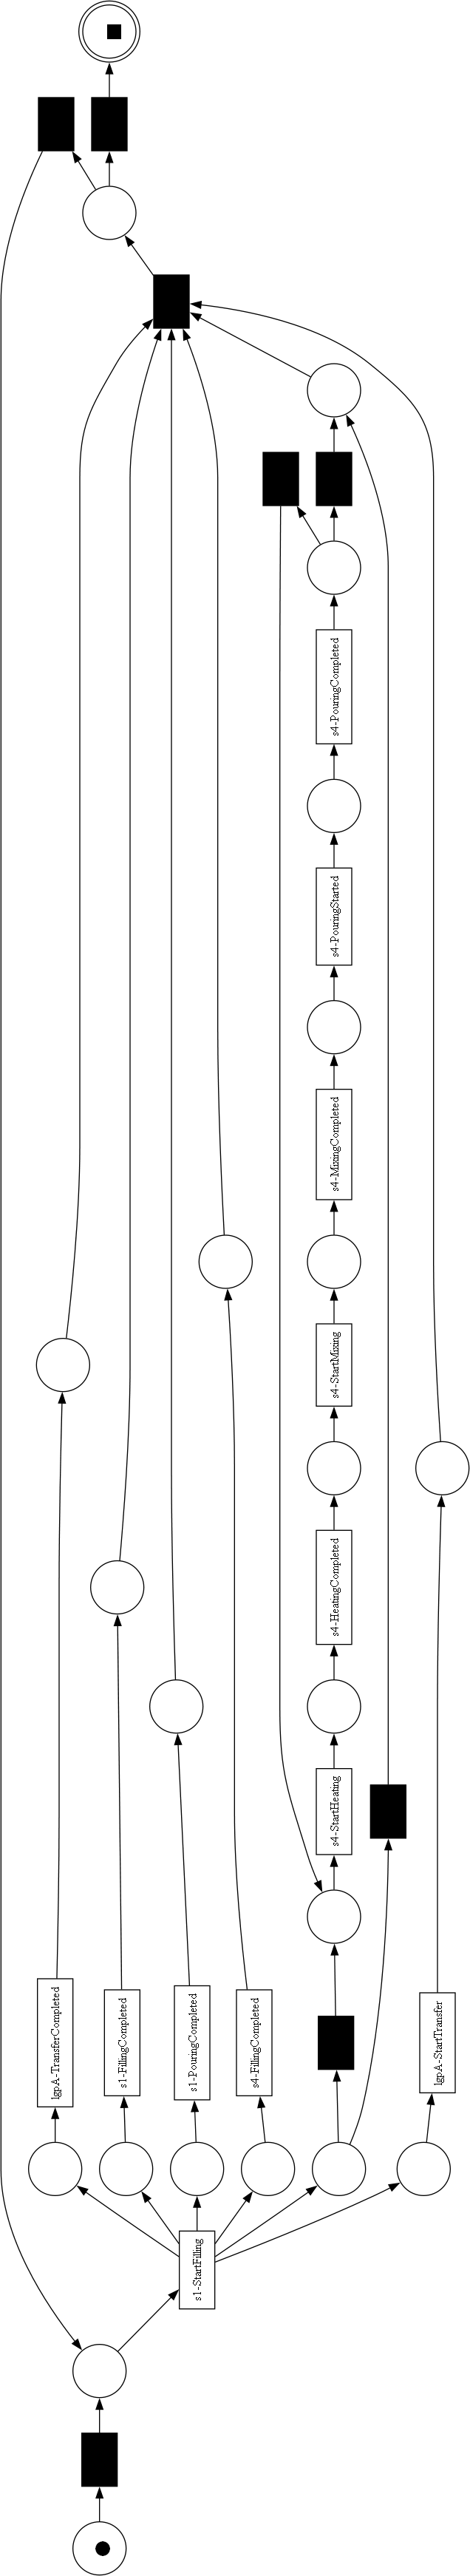 s4-PouringCompleted
s4-PouringStarted
s4-MixingCompleted
s4-StartMixing
s4-HeatingCompleted
s4-StartHeating
lgpA-TransferCompleted
s1-FillingCompleted
s1-PouringCompleted
s4-FillingCompleted
lgpA-StartTransfer
s1-StartFilling